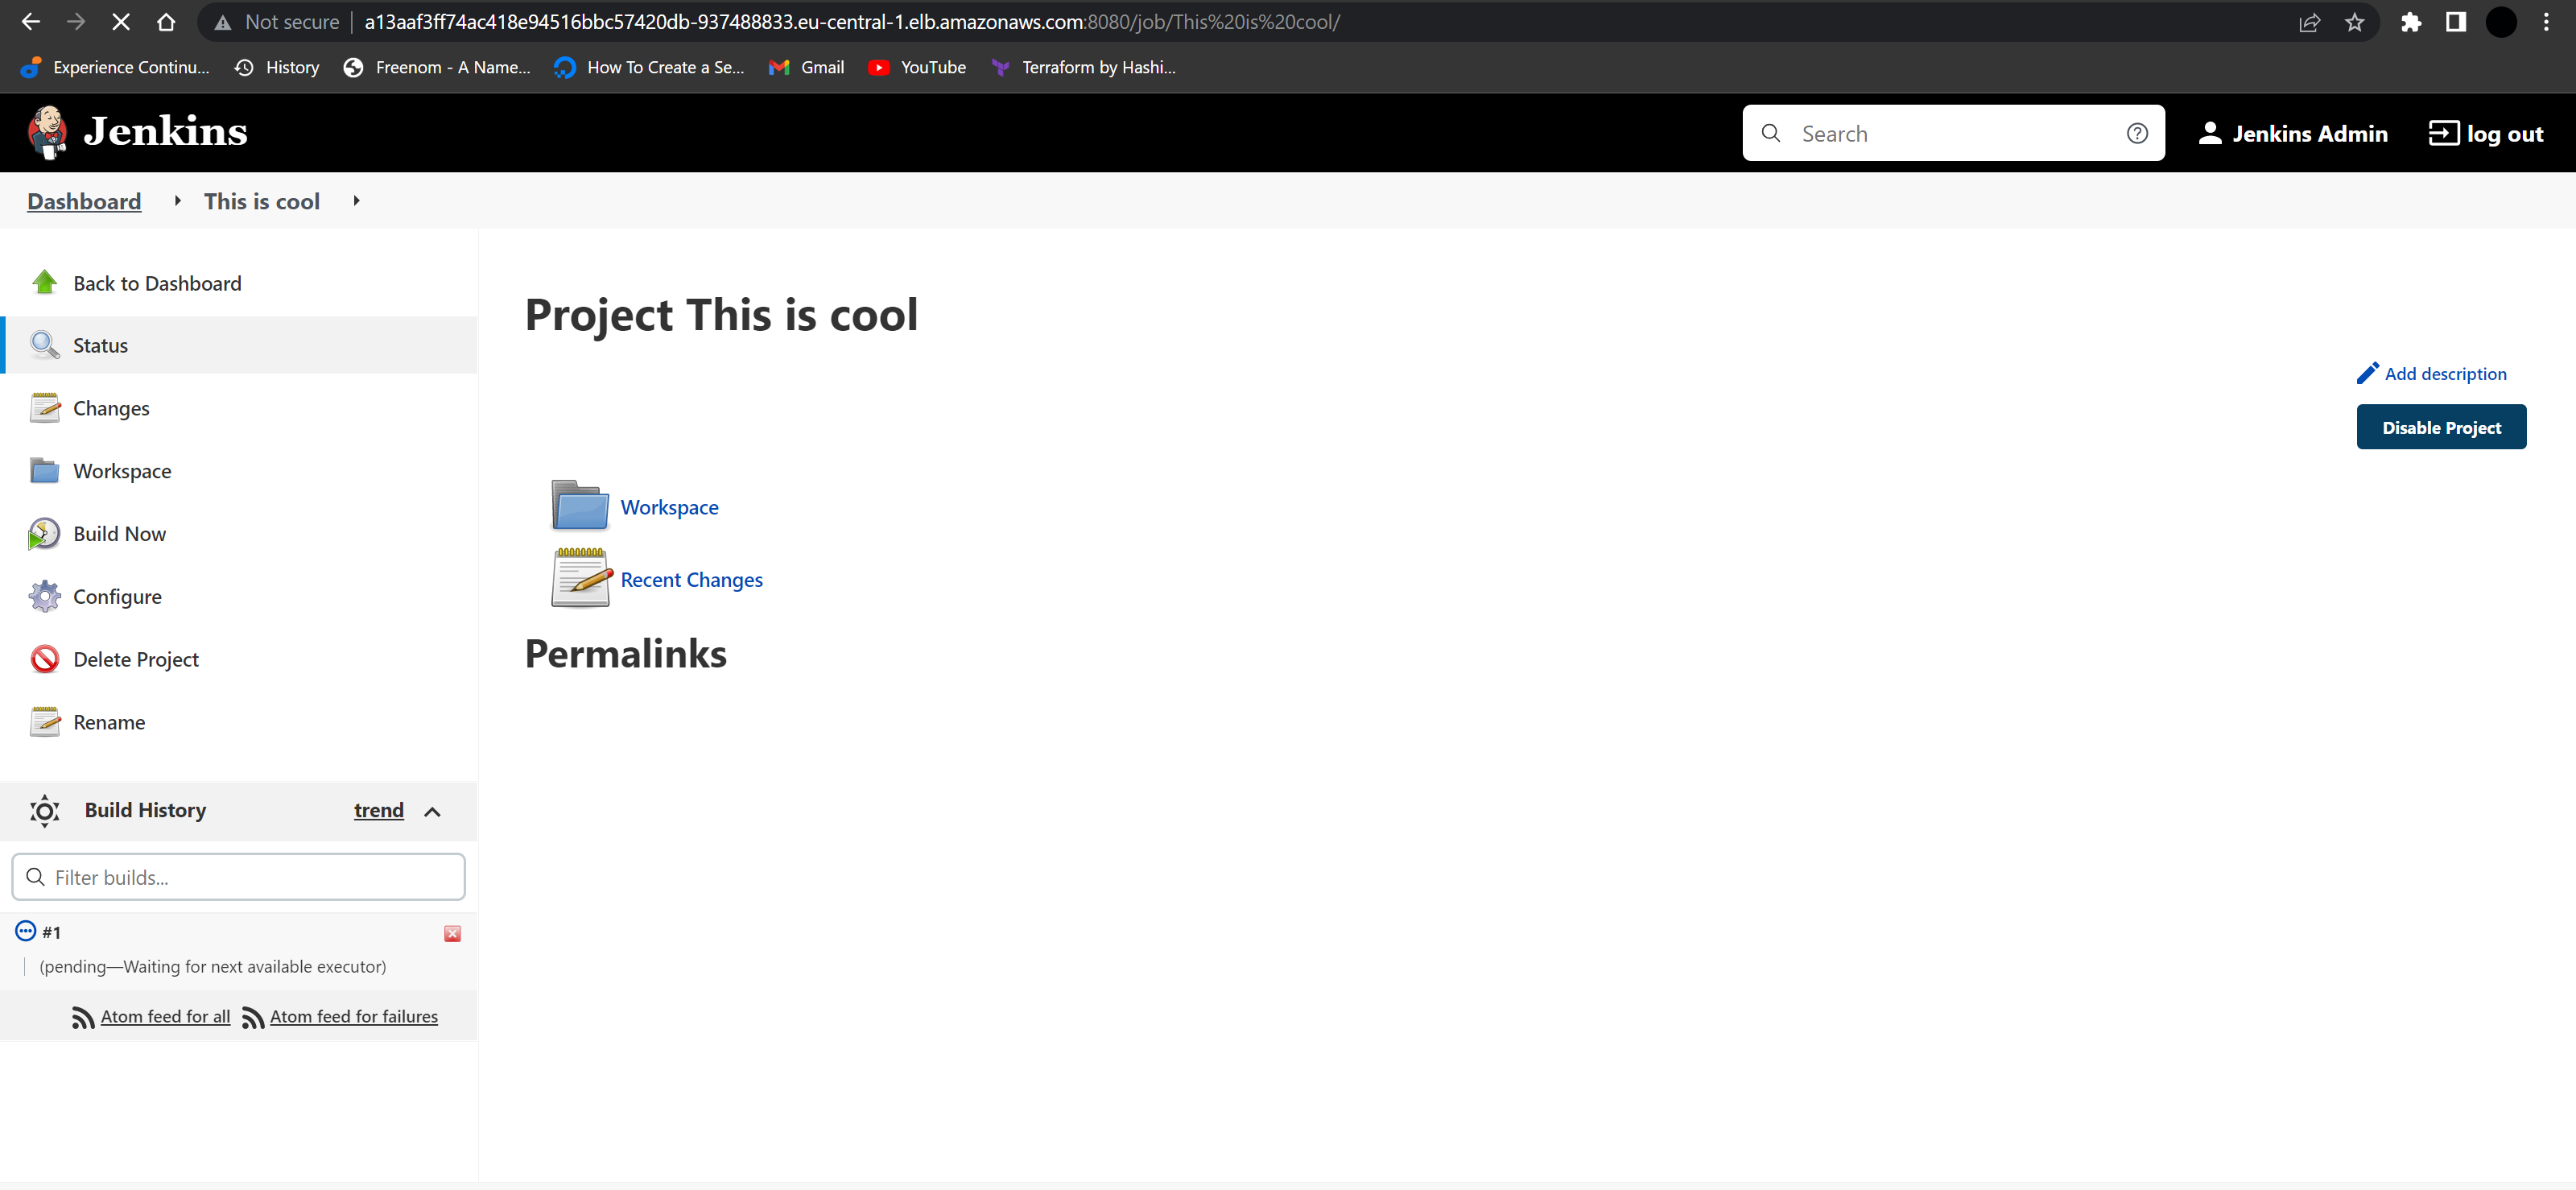 Not secure | a13aaf3ff74ac418e94516bbc57420db-937488833.eu-central-1.elb.amazonaws.com:8080/job/This%20is%20cool/
Experience Continu... History Freenom - A Name... How To Create a Se... Gmail YouTube Terraform by Hashi...
Jenkins Search Jenkins Admin log out
Dashboard This is cool
Back to Dashboard
Status
Changes
Workspace
Build Now
Configure
Delete Project
Rename
Build History trend
Filter builds...
#1
(pending—Waiting for next available executor)
Atom feed for all Atom feed for failures
Project This is cool
Add description
Disable Project
Workspace
Recent Changes
Permalinks